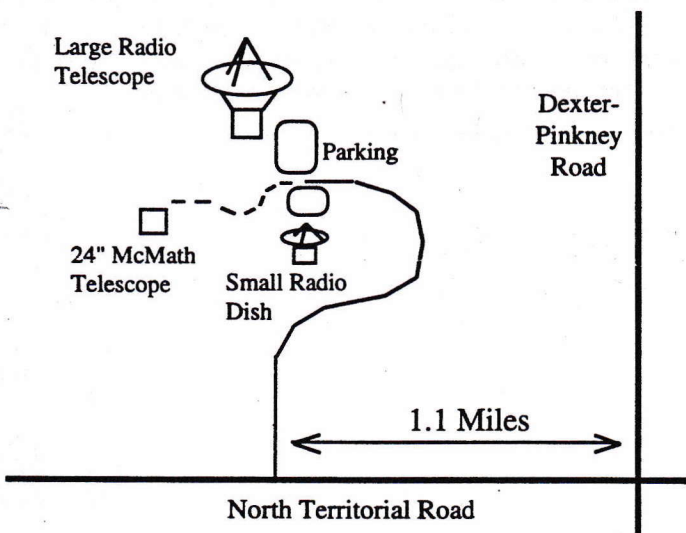 Large Radio
Telescope
Dexter-
Pinkney
Road
Parking
24" McMath
Telescope
Small Radio
Dish
1.1 Miles
North Territorial Road